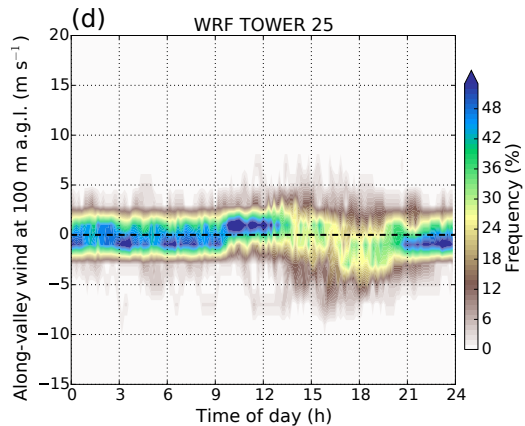 (d)
WRF TOWER 25
Along-valley wind at 100 m a.g.l. (m s⁻¹)
20
15
10
5
0
−5
−10
−15
0 3 6 9 12 15 18 21 24
Time of day (h)
48
42
36
30
24
18
12
6
0
Frequency (%)